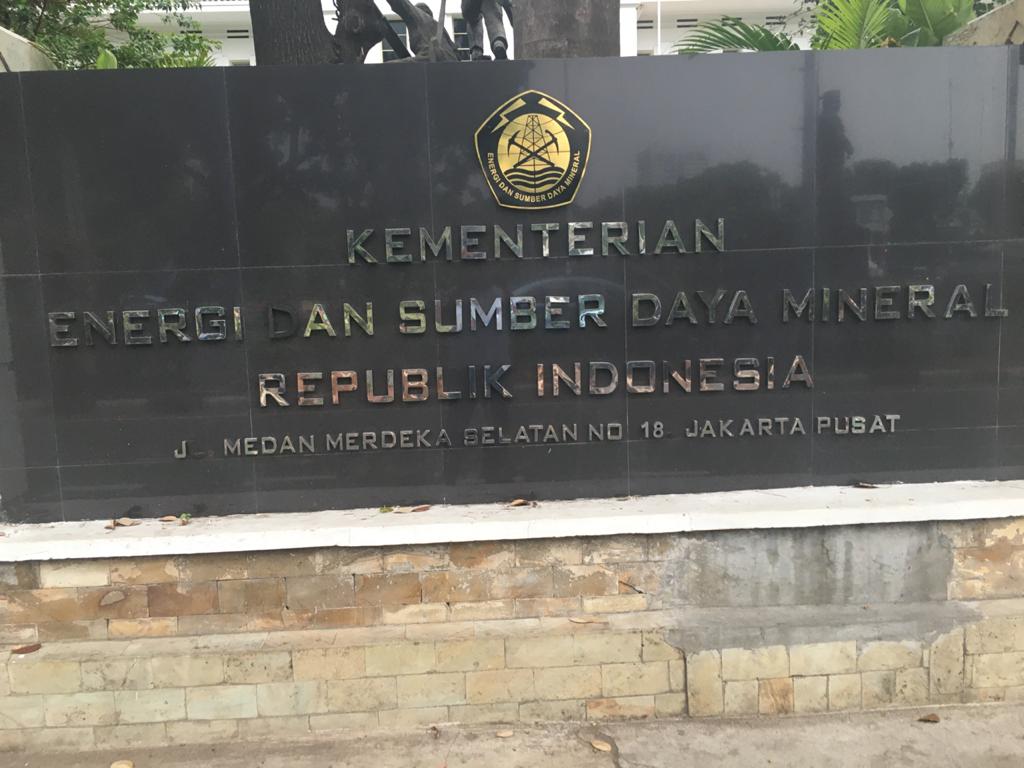 ENERGI DAN SUMBER DAYA MINERAL
KEMENTERIAN
ENERGI DAN SUMBER DAYA MINERAL
REPUBLIK INDONESIA
JL. MEDAN MERDEKA SELATAN NO 18 JAKARTA PUSAT